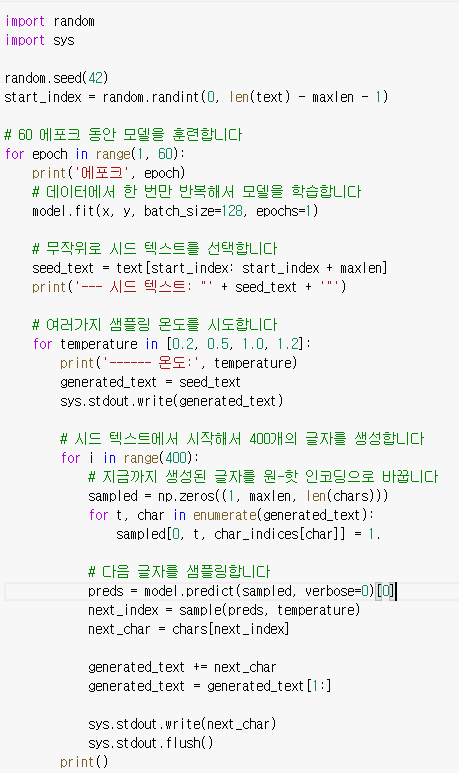 import random
import sys

random.seed(42)
start_index = random.randint(0, len(text) - maxlen - 1)

# 60 에포크 동안 모델을 훈련합니다
for epoch in range(1, 60):
    print('에포크', epoch)
    # 데이터에서 한 번만 반복해서 모델을 학습합니다
    model.fit(x, y, batch_size=128, epochs=1)

    # 무작위로 시드 텍스트를 선택합니다
    seed_text = text[start_index: start_index + maxlen]
    print('--- 시드 텍스트: "' + seed_text + '"')

    # 여러가지 샘플링 온도를 시도합니다
    for temperature in [0.2, 0.5, 1.0, 1.2]:
        print('------ 온도:', temperature)
        generated_text = seed_text
        sys.stdout.write(generated_text)

        # 시드 텍스트에서 시작해서 400개의 글자를 생성합니다
        for i in range(400):
            # 지금까지 생성된 글자를 원-핫 인코딩으로 바꿉니다
            sampled = np.zeros((1, maxlen, len(chars)))
            for t, char in enumerate(generated_text):
                sampled[0, t, char_indices[char]] = 1.

            # 다음 글자를 샘플링합니다
            preds = model.predict(sampled, verbose=0)[0]
            next_index = sample(preds, temperature)
            next_char = chars[next_index]

            generated_text += next_char
            generated_text = generated_text[1:]

            sys.stdout.write(next_char)
            sys.stdout.flush()
        print()